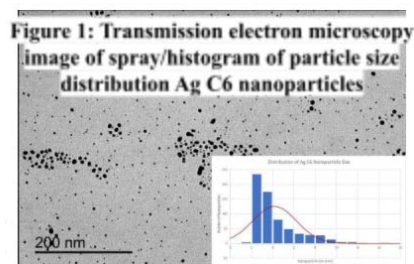 Figure 1: Transmission electron microscopy
image of spray/histogram of particle size
distribution Ag C6 nanoparticles
Distribution of Ag C6 Nanoparticle Size
200 nm